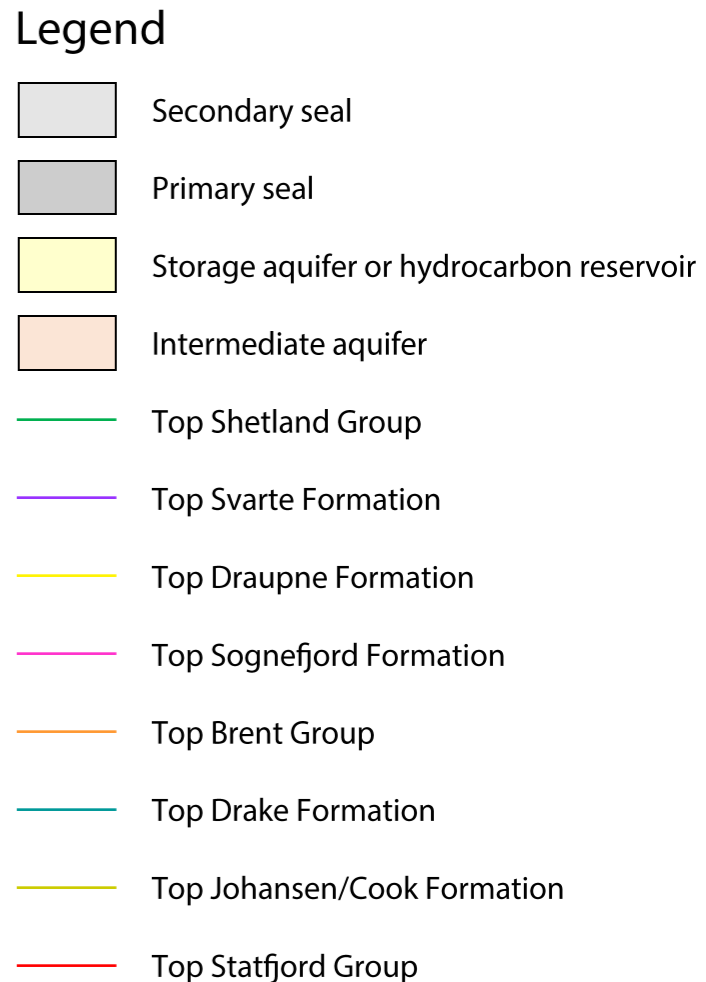 Legend
Secondary seal
Primary seal
Storage aquifer or hydrocarbon reservoir
Intermediate aquifer
Top Shetland Group
Top Svarte Formation
Top Draupne Formation
Top Sognefjord Formation
Top Brent Group
Top Drake Formation
Top Johansen/Cook Formation
Top Statfjord Group